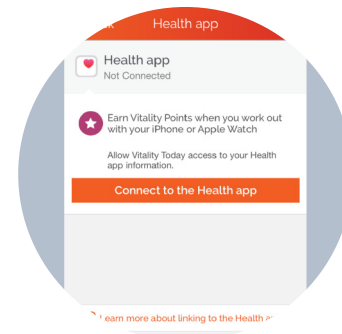 Health app
Health app
Not Connected
Earn Vitality Points when you work out
with your iPhone or Apple Watch
Allow Vitality Today access to your Health
app information.
Connect to the Health app
Learn more about linking to the Health